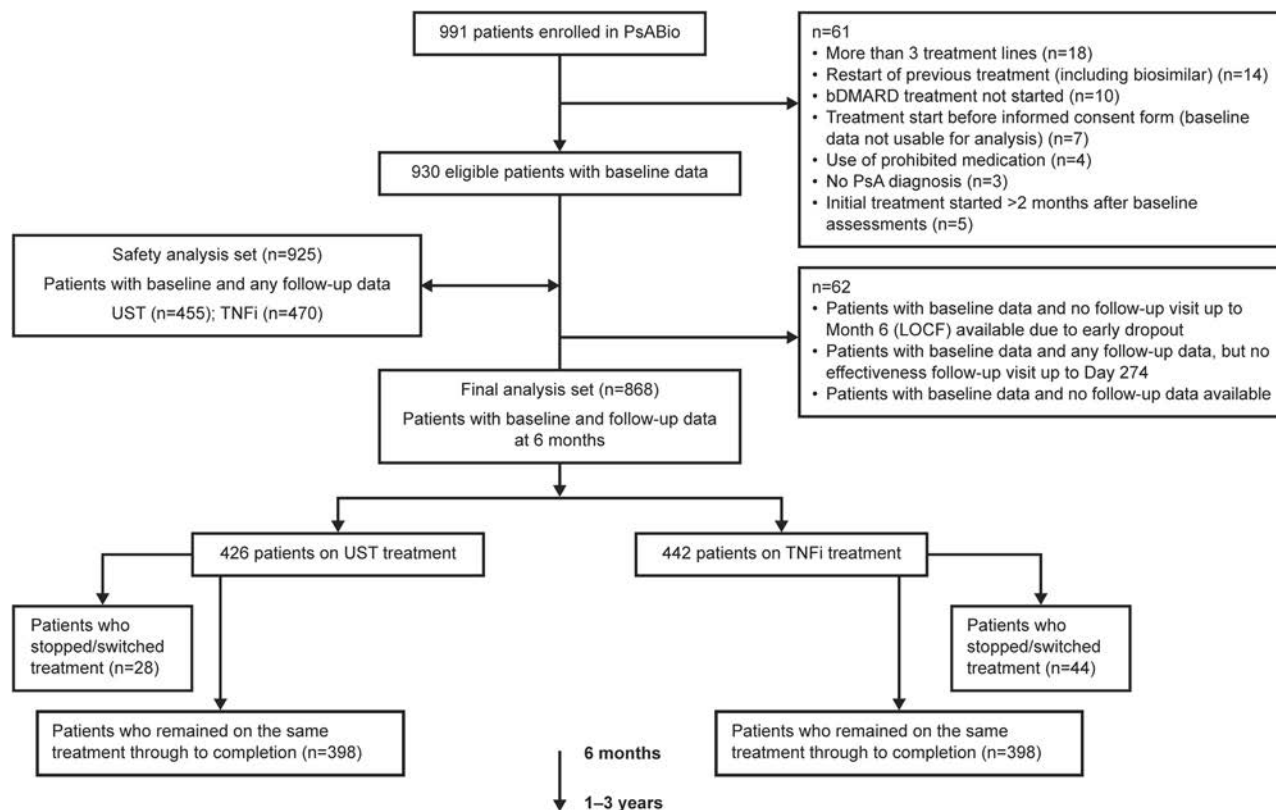 991 patients enrolled in PsABio
n=61
• More than 3 treatment lines (n=18)
• Restart of previous treatment (including biosimilar) (n=14)
• bDMARD treatment not started (n=10)
• Treatment start before informed consent form (baseline
data not usable for analysis) (n=7)
• Use of prohibited medication (n=4)
• No PsA diagnosis (n=3)
• Initial treatment started >2 months after baseline
assessments (n=5)
930 eligible patients with baseline data
Safety analysis set (n=925)
Patients with baseline and any follow-up data
UST (n=455); TNFi (n=470)
n=62
• Patients with baseline data and no follow-up visit up to
Month 6 (LOCF) available due to early dropout
• Patients with baseline data and any follow-up data, but no
effectiveness follow-up visit up to Day 274
• Patients with baseline data and no follow-up data available
Final analysis set (n=868)
Patients with baseline and follow-up data
at 6 months
426 patients on UST treatment
442 patients on TNFi treatment
Patients who
stopped/switched
treatment (n=28)
Patients who
stopped/switched
treatment (n=44)
Patients who remained on the same
treatment through to completion (n=398)
Patients who remained on the same
treatment through to completion (n=398)
6 months
1–3 years